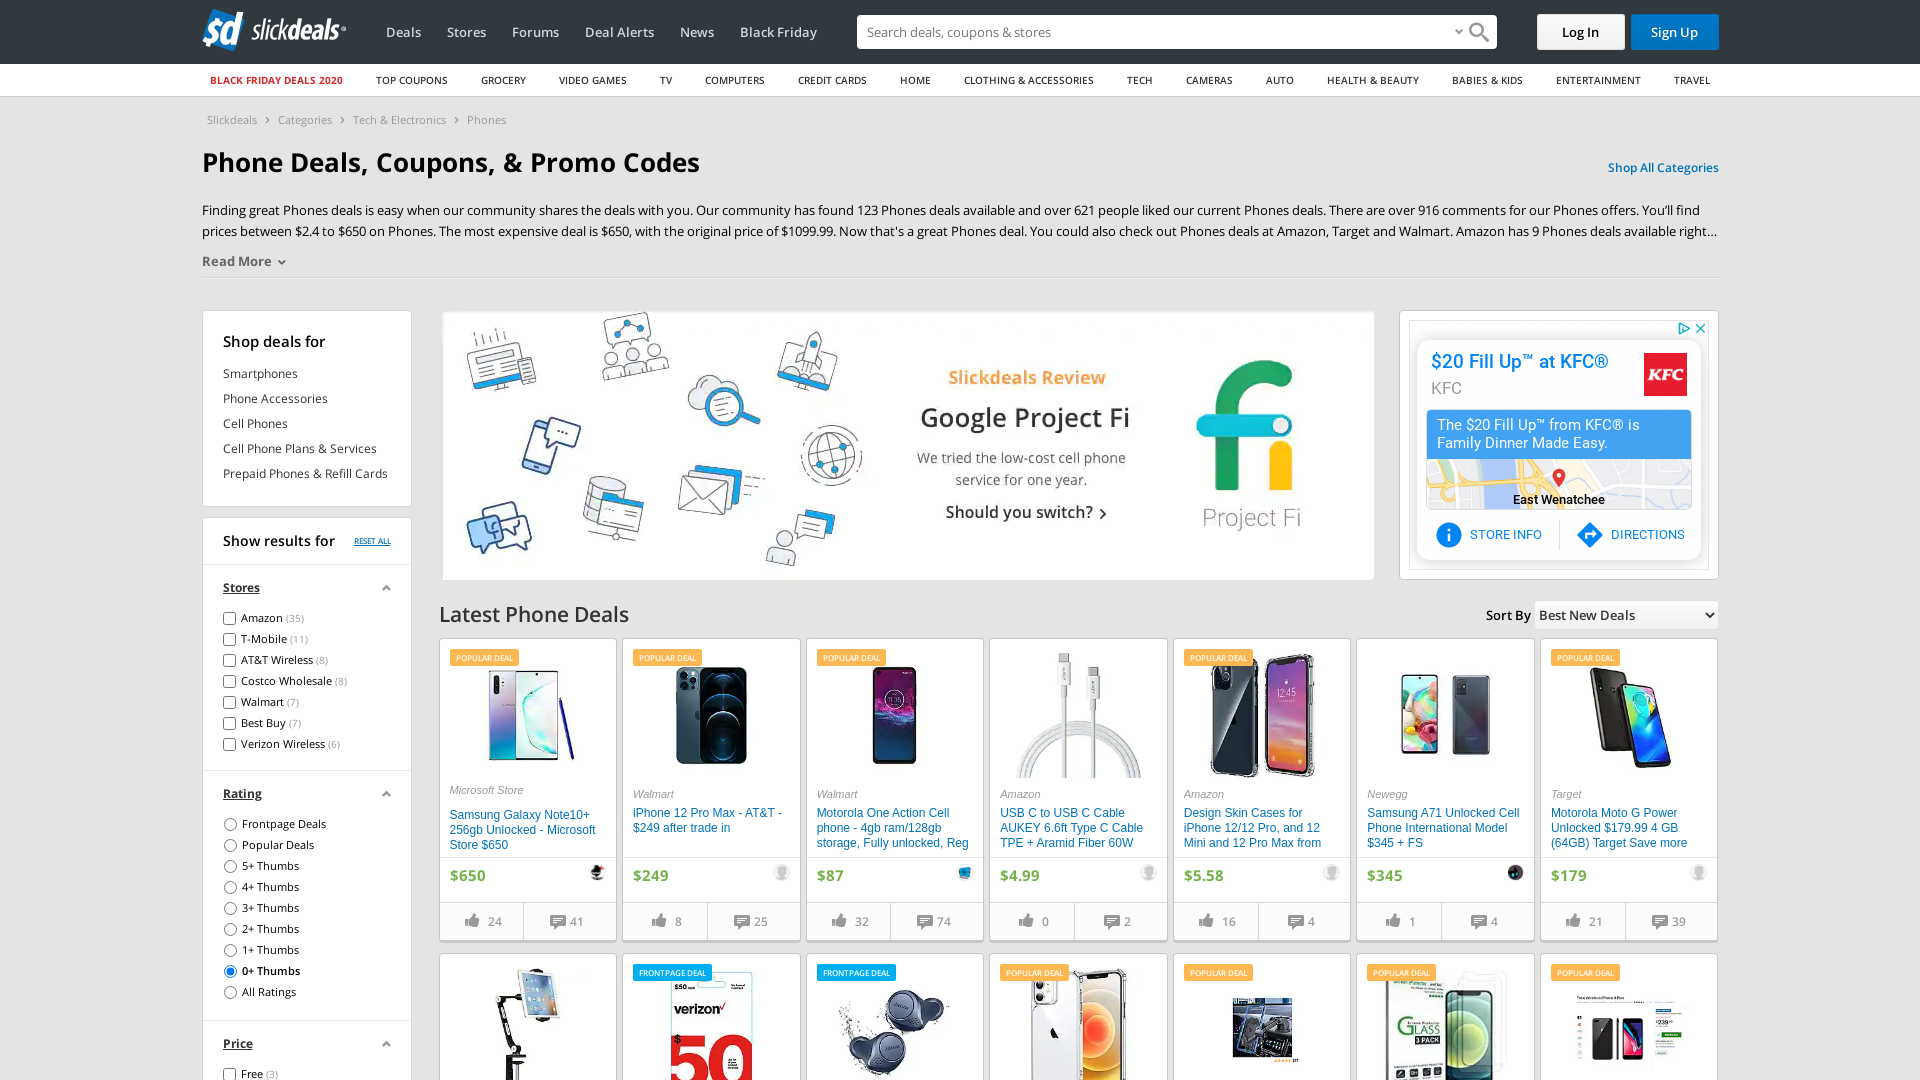 sd slickdeals
Deals
Stores
Forums
Deal Alerts
News
Black Friday
Search deals, coupons & stores
Log In
Sign Up
BLACK FRIDAY DEALS 2020
TOP COUPONS
GROCERY
VIDEO GAMES
TV
COMPUTERS
CREDIT CARDS
HOME
CLOTHING & ACCESSORIES
TECH
CAMERAS
AUTO
HEALTH & BEAUTY
BABIES & KIDS
ENTERTAINMENT
TRAVEL
Slickdeals > Categories > Tech & Electronics > Phones
Phone Deals, Coupons, & Promo Codes
Shop All Categories
Finding great Phones deals is easy when our community shares the deals with you. Our community has found 123 Phones deals available and over 621 people liked our current Phones deals. There are over 916 comments for our Phones offers. You'll find
prices between $2.4 to $650 on Phones. The most expensive deal is $650, with the original price of $1099.99. Now that's a great Phones deal. You could also check out Phones deals at Amazon, Target and Walmart. Amazon has 9 Phones deals available right...
Read More
Shop deals for
Smartphones
Phone Accessories
Cell Phones
Cell Phone Plans & Services
Prepaid Phones & Refill Cards
Show results for
RESET ALL
Stores
Amazon (35)
T-Mobile (11)
AT&T Wireless (8)
Costco Wholesale (8)
Walmart (7)
Best Buy (7)
Verizon Wireless (6)
Rating
Frontpage Deals
Popular Deals
5+ Thumbs
4+ Thumbs
3+ Thumbs
2+ Thumbs
1+ Thumbs
0+ Thumbs
All Ratings
Price
Free (3)
Slickdeals Review
Google Project Fi
We tried the low-cost cell phone
service for one year.
Should you switch? >
Project Fi
$20 Fill Up™ at KFC®
KFC
KFC
The $20 Fill Up™ from KFC® is
Family Dinner Made Easy.
East Wenatchee
STORE INFO
DIRECTIONS
Latest Phone Deals
Sort By
Best New Deals
POPULAR DEAL
Microsoft Store
Samsung Galaxy Note10+
256gb Unlocked - Microsoft
Store $650
$650
24
41
POPULAR DEAL
Walmart
iPhone 12 Pro Max - AT&T -
$249 after trade in
$249
8
25
POPULAR DEAL
Walmart
Motorola One Action Cell
phone - 4gb ram/128gb
storage, Fully unlocked, Reg
$87
32
74
Amazon
USB C to USB C Cable
AUKEY 6.6ft Type C Cable
TPE + Aramid Fiber 60W
$4.99
0
2
POPULAR DEAL
12:45
Amazon
Design Skin Cases for
iPhone 12/12 Pro, and 12
Mini and 12 Pro Max from
$5.58
16
4
Newegg
Samsung A71 Unlocked Cell
Phone International Model
$345 + FS
$345
1
4
POPULAR DEAL
Target
Motorola Moto G Power
Unlocked $179.99 4 GB
(64GB) Target Save more
$179
21
39
FRONTPAGE DEAL
$50
verizon✓
$50
FRONTPAGE DEAL
POPULAR DEAL
POPULAR DEAL
POPULAR DEAL
GLASS
3 PACK
POPULAR DEAL